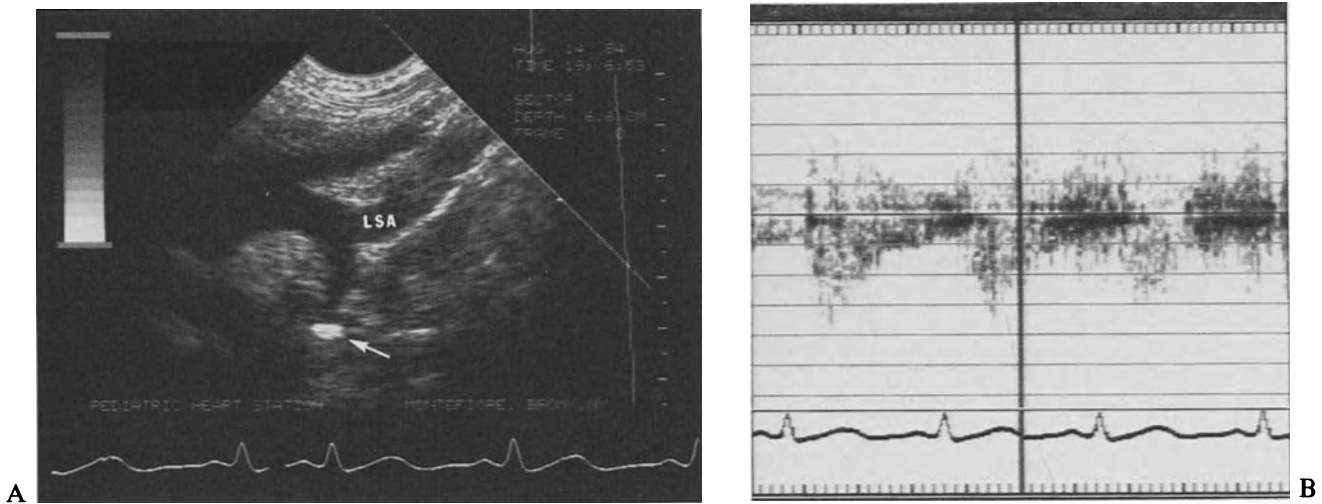 AUG 14 84
TIME 19: 6:53
SECTOR
DEPTH 6.6 CM
FRAME 0
LSA
PEDIATRIC HEART STATION MONTEFIORE, BRONX,NY
A
B